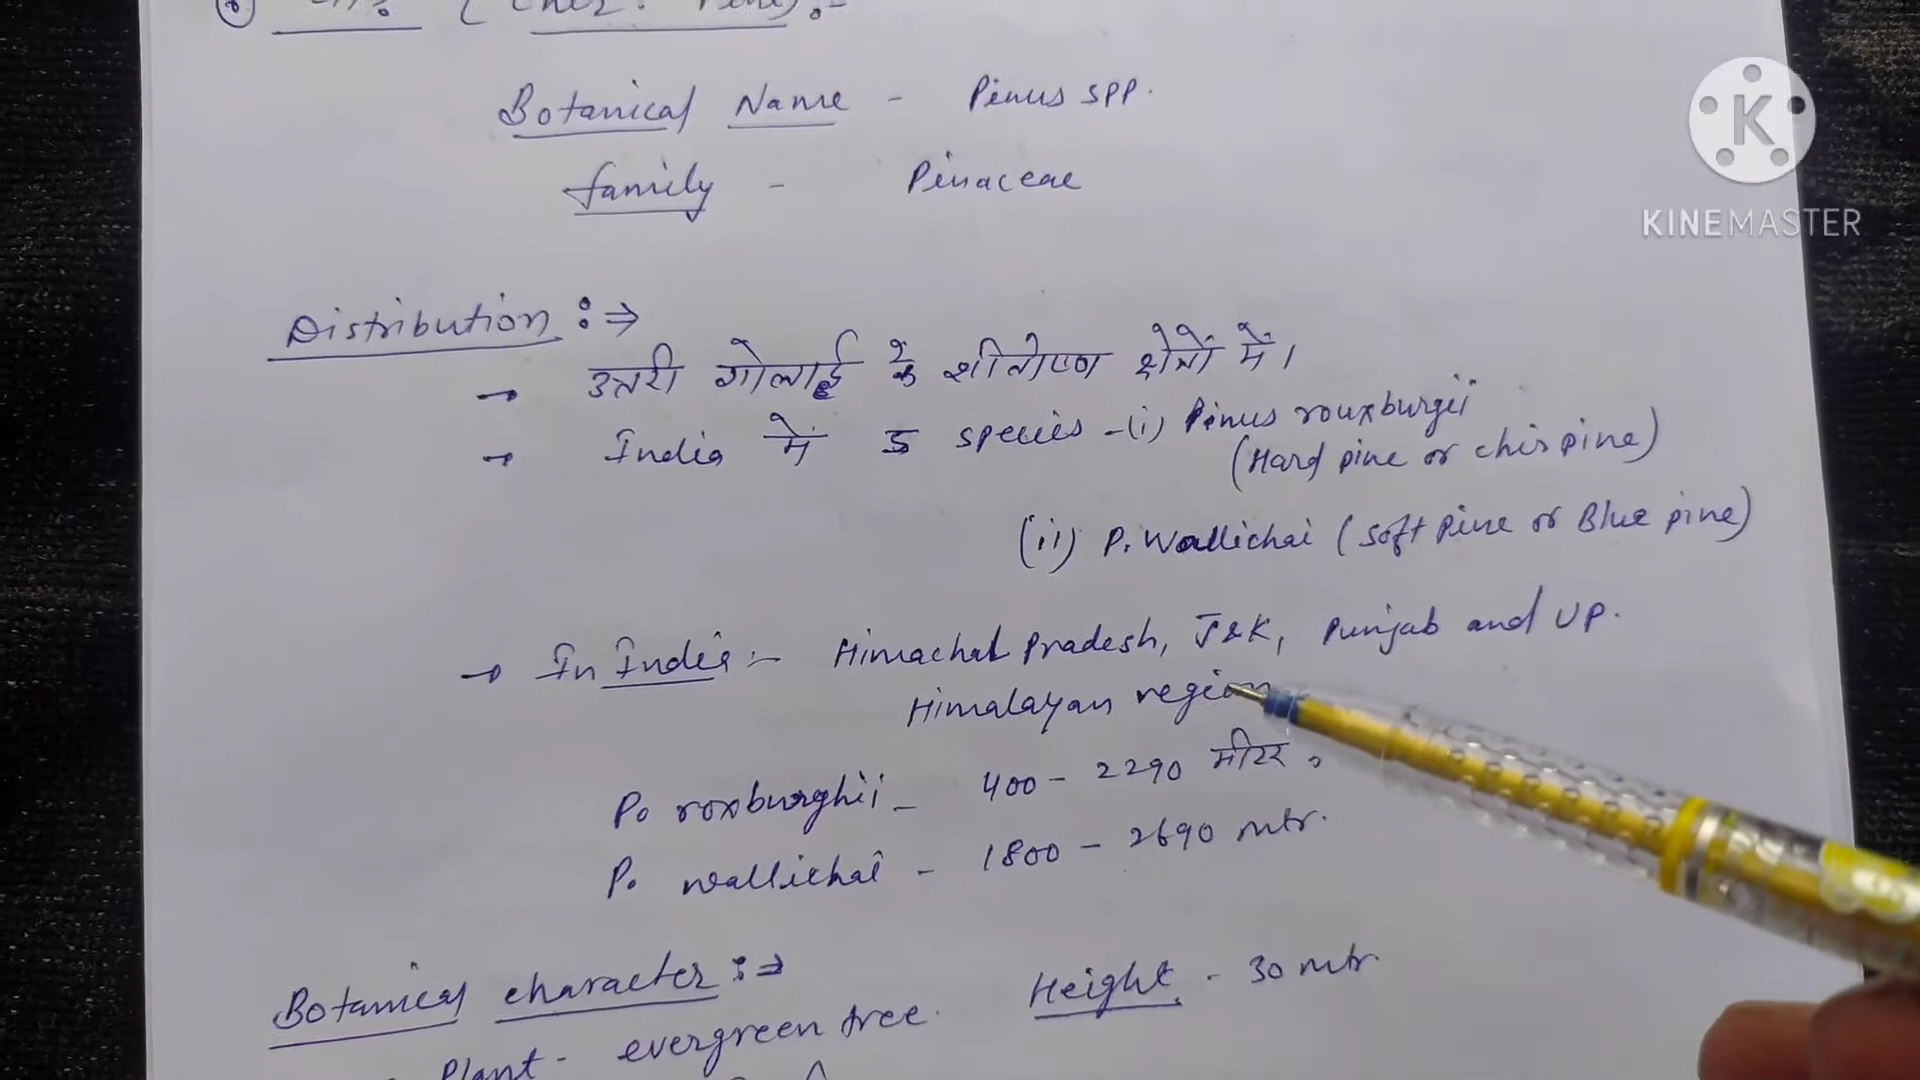 Botanical Name - Pinus spp.
family - Pinaceae
KINEMASTER
Distribution :⇒
→ उत्तरी गोलार्द्ध के शीतोष्ण क्षेत्रों में।
→ India में 5 species - (i) Pinus rouxburgii
(Hard pine or chir pine)
(ii) P. Wallichai (soft Pine or Blue pine)
→ In India :- Himachal Pradesh, J&K, Punjab and UP.
Himalayan region
P. roxburghii - 400 - 2290 मीटर.
P. wallichai - 1800 - 2690 mtr.
Botanical character :⇒ Height - 30 mtr.
Plant - evergreen tree.